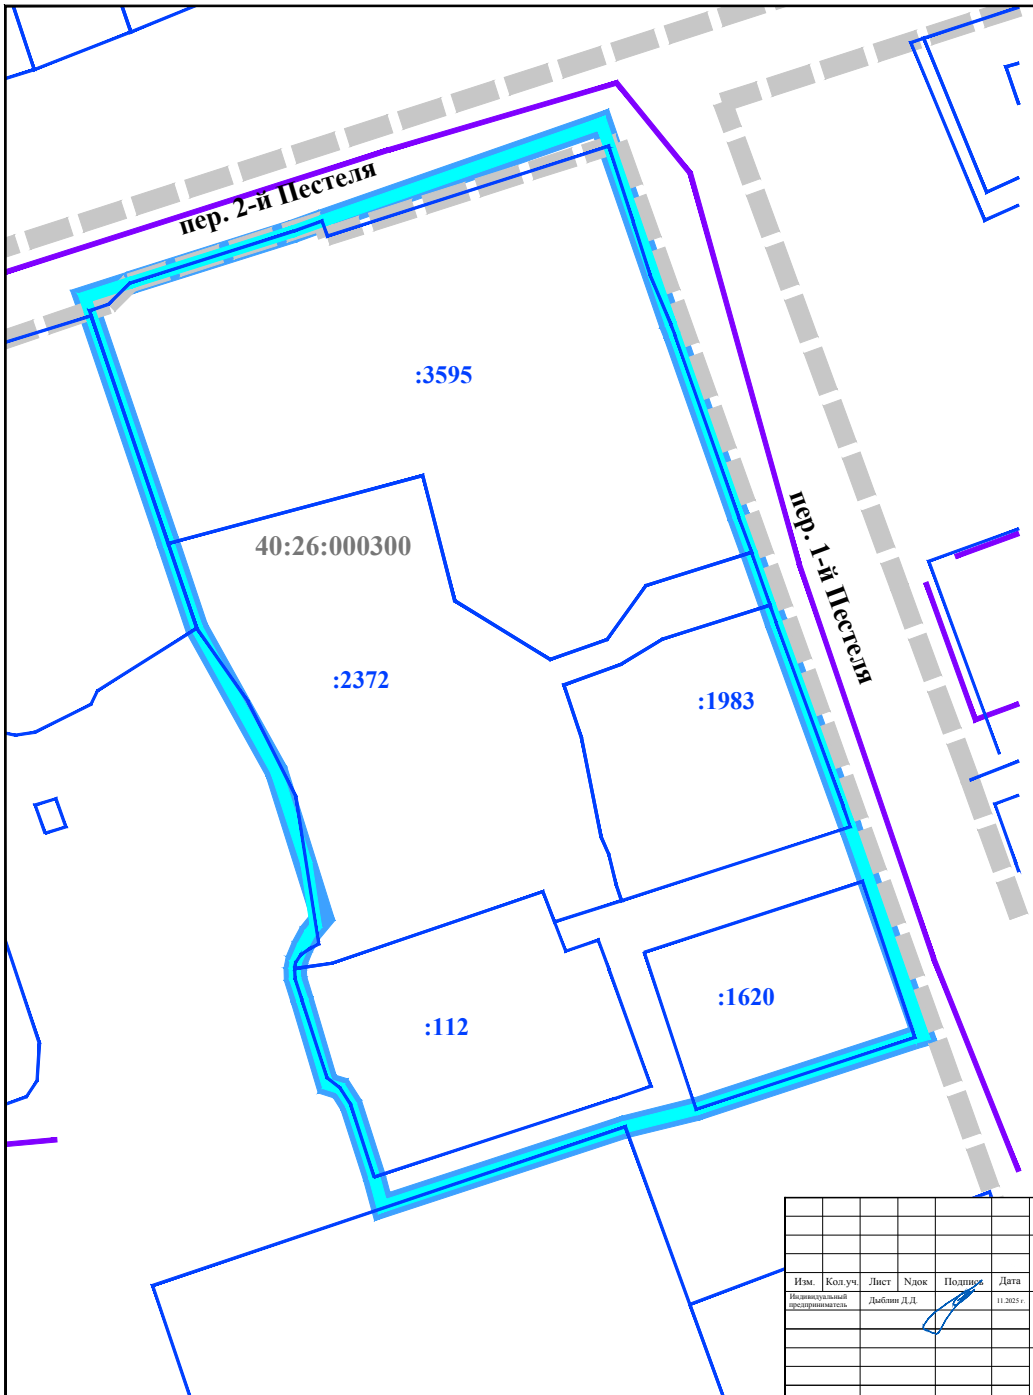 пер. 2-й Пестеля
:3595
40:26:000300
пер. 1-й Пестеля
:2372
:1983
:1620
:112
Изм. Кол.уч. Лист Nдок Подпись Дата
Индивидуальный предприниматель Дыблин Д.Д. 11.2025 г.